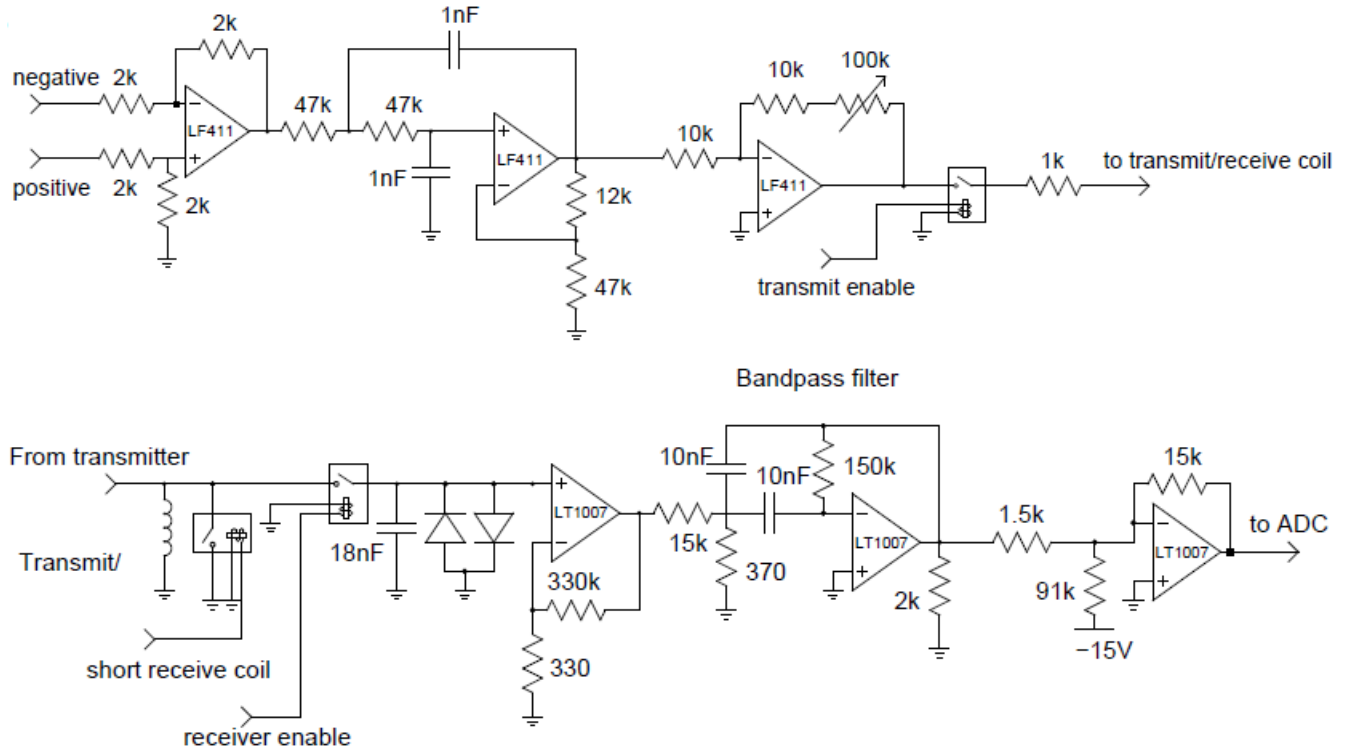 1nF
2k
negative
2k
10k
100k
47k
47k
LF411
10k
1k
to transmit/receive coil
LF411
LF411
1nF
positive
2k
2k
12k
47k
transmit enable
Bandpass filter
From transmitter
10nF
10nF
150k
15k
LT1007
1.5k
to ADC
LT1007
LT1007
18nF
15k
370
Transmit/
330k
2k
91k
−15V
short receive coil
330
receiver enable